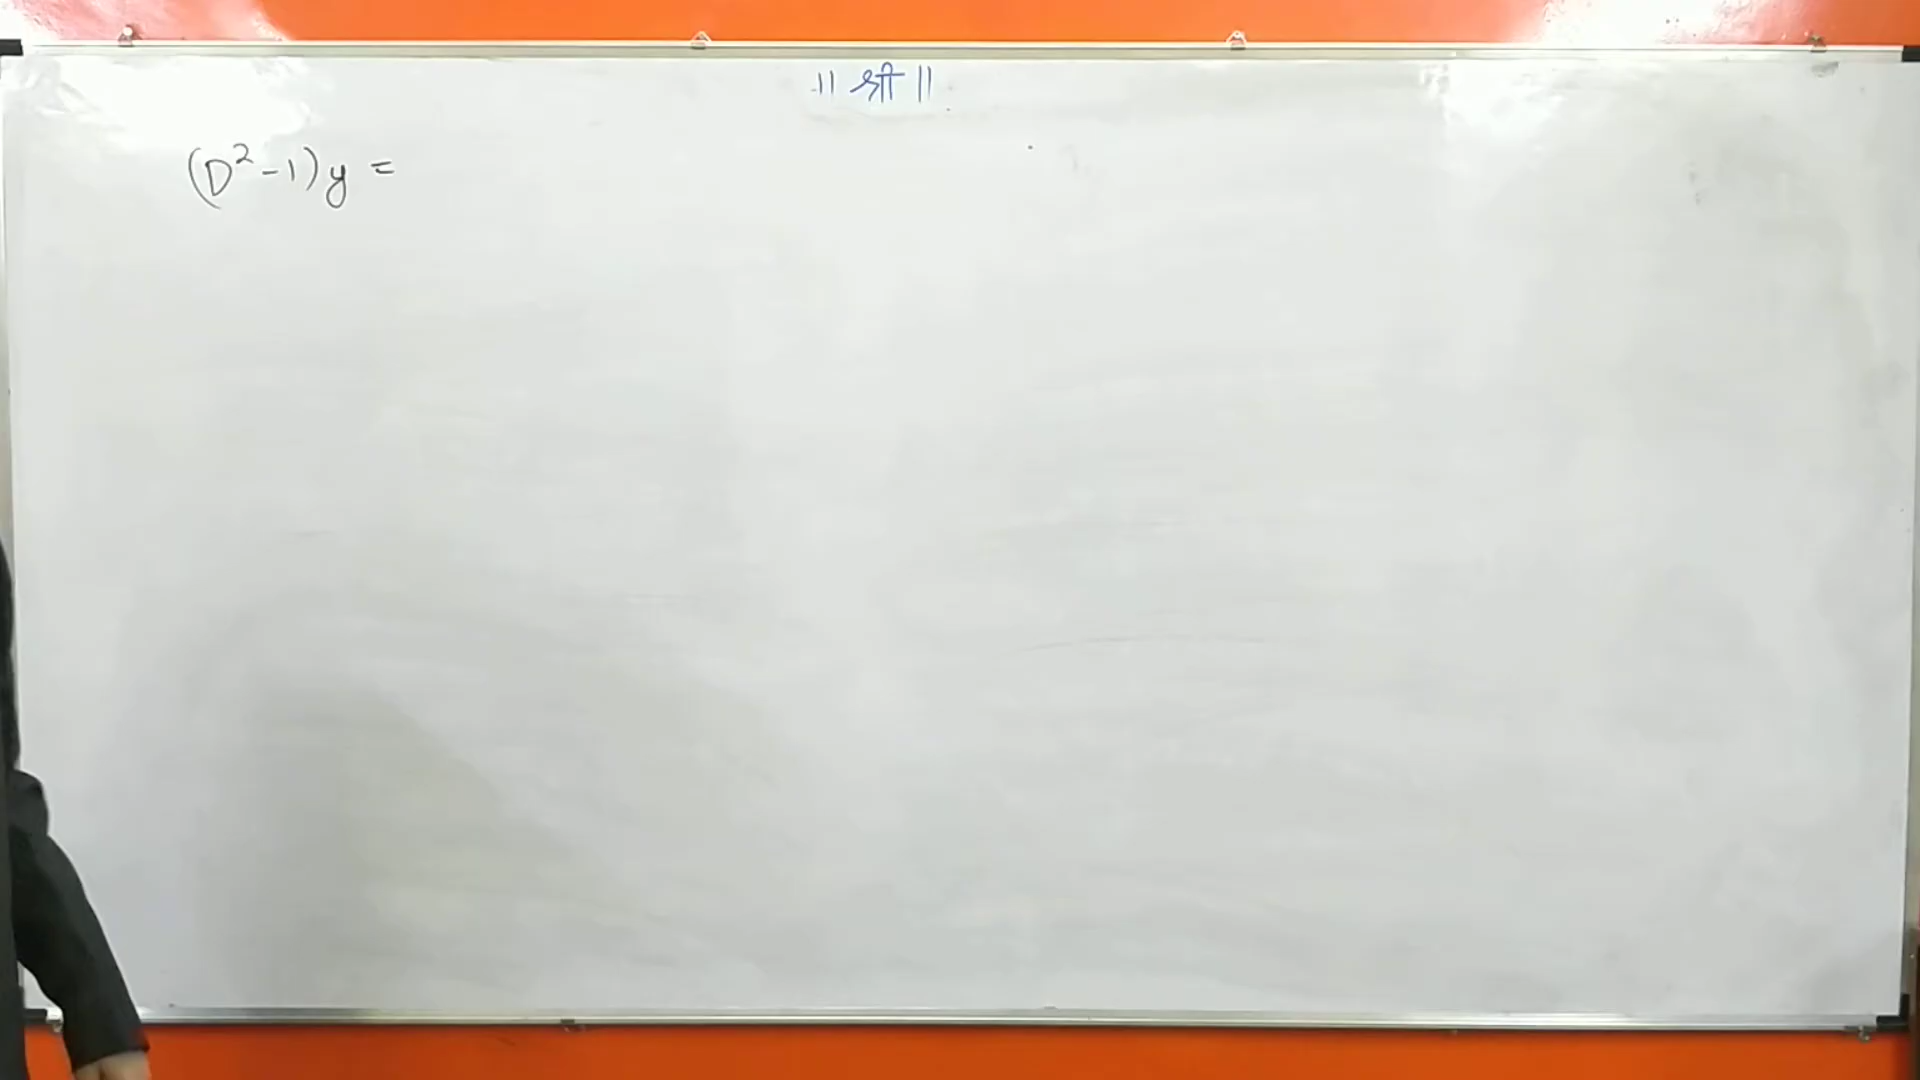 ॥ श्री ॥
(D²-1)y =